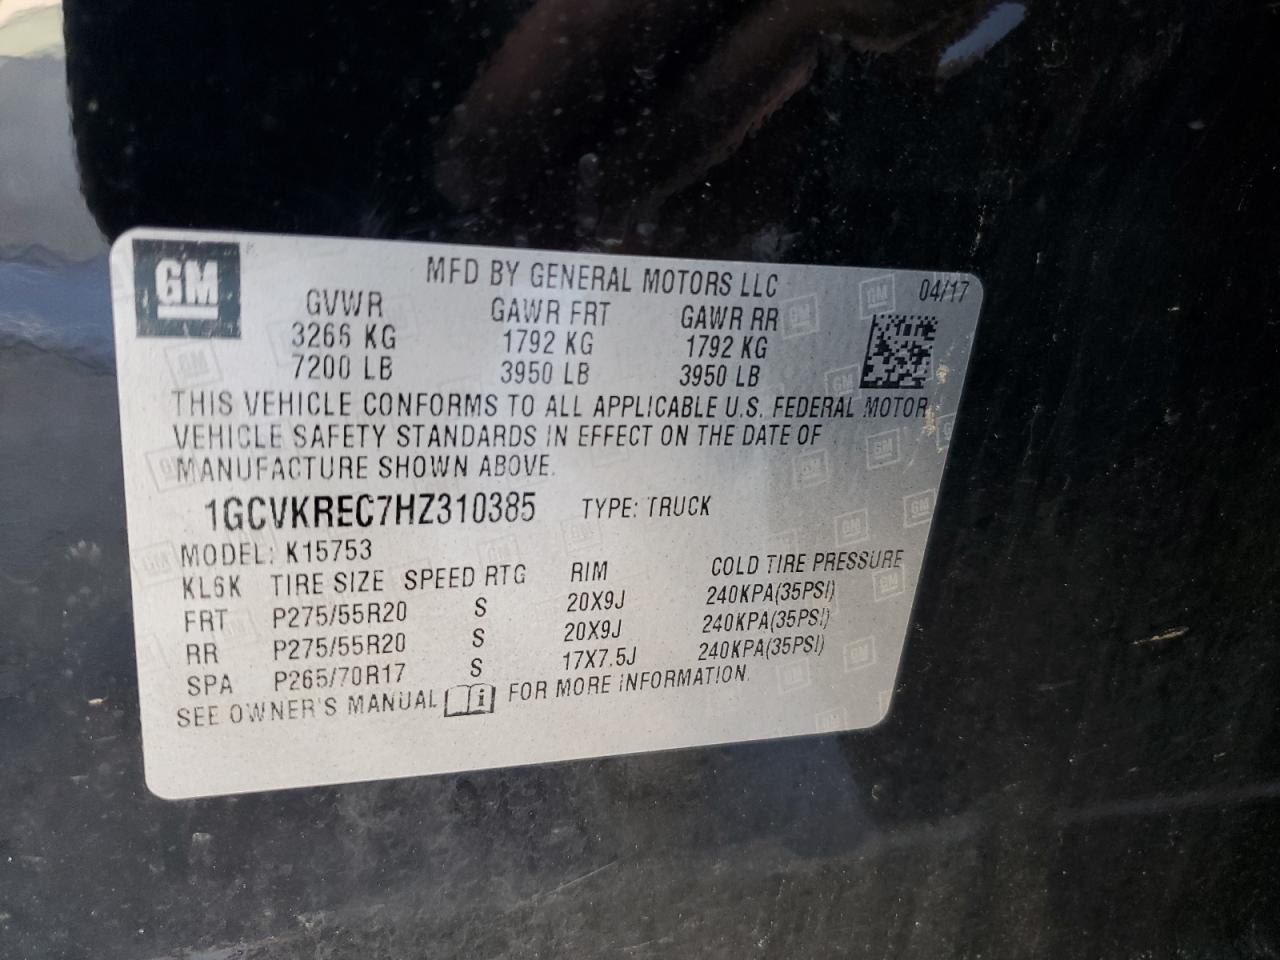 GM
MFD BY GENERAL MOTORS LLC 04/17
GVWR GAWR FRT GAWR RR
3266 KG 1792 KG 1792 KG
7200 LB 3950 LB 3950 LB
THIS VEHICLE CONFORMS TO ALL APPLICABLE U.S. FEDERAL MOTOR
VEHICLE SAFETY STANDARDS IN EFFECT ON THE DATE OF
MANUFACTURE SHOWN ABOVE.
1GCVKREC7HZ310385 TYPE: TRUCK
MODEL: K15753
KL6K TIRE SIZE SPEED RTG RIM COLD TIRE PRESSURE
FRT P275/55R20 S 20X9J 240KPA(35PSI)
RR P275/55R20 S 20X9J 240KPA(35PSI)
SPA P265/70R17 S 17X7.5J 240KPA(35PSI)
SEE OWNER'S MANUAL i FOR MORE INFORMATION.